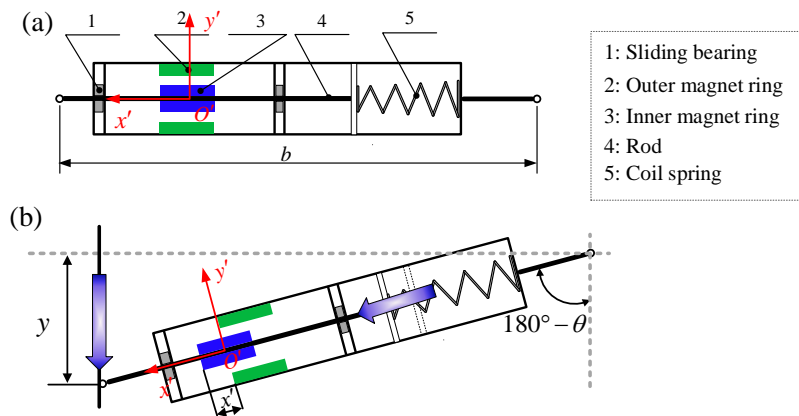 (a)
1
2
y′
3
4
5
x′
O′
b
1: Sliding bearing
2: Outer magnet ring
3: Inner magnet ring
4: Rod
5: Coil spring
(b)
y
y′
O′
x′
x′
180° − θ